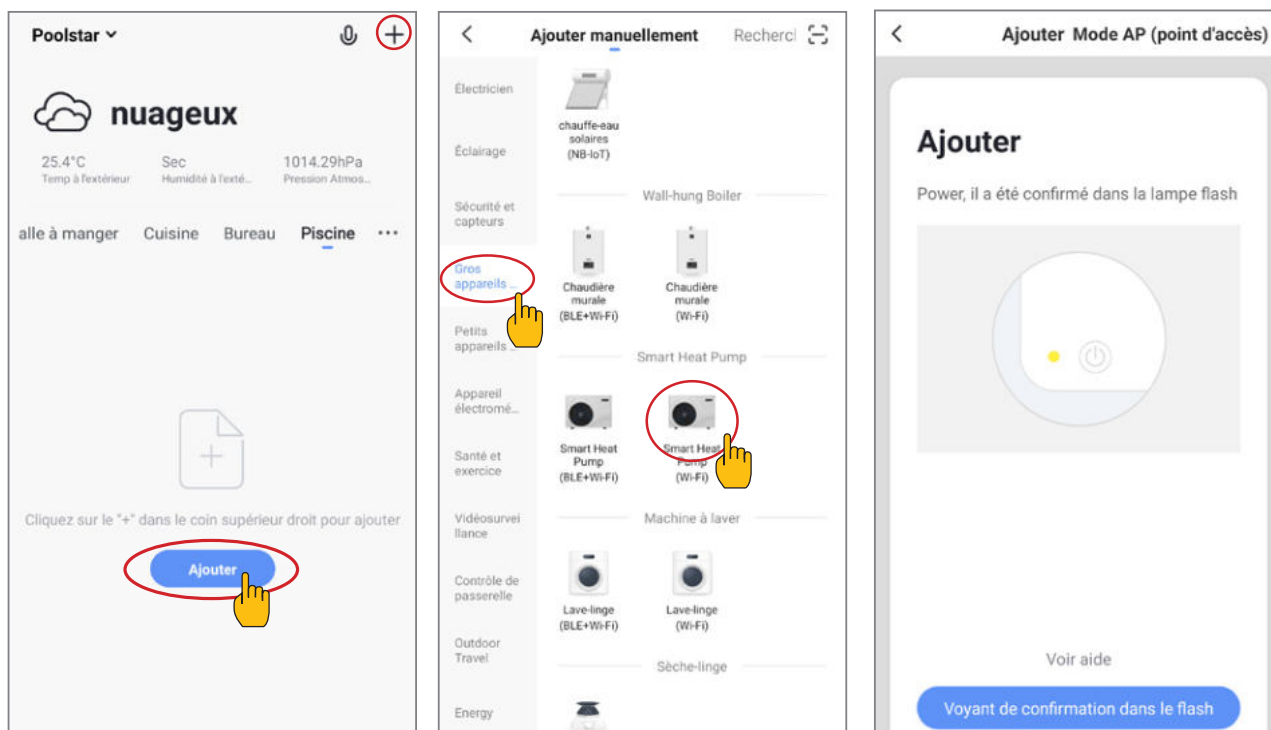 Poolstar
nuageux
25.4°C Sec 1014.29hPa
Temp à l'extérieur Humidité à l'exté... Pression Atmos...
alle à manger Cuisine Bureau Piscine ...
Cliquez sur le "+" dans le coin supérieur droit pour ajouter
Ajouter
Ajouter manuellement Recherc
Électricien
Éclairage
Sécurité et
capteurs
Gros
appareils ...
Petits
appareils ...
Appareil
électromé...
Santé et
exercice
Vidéosurvei
llance
Contrôle de
passerelle
Outdoor
Travel
Energy
chauffe-eau
solaires
(NB-IoT)
Wall-hung Boiler
Chaudière
murale
(BLE+Wi-Fi)
Chaudière
murale
(Wi-Fi)
Smart Heat Pump
Smart Heat
Pump
(BLE+Wi-Fi)
Smart Heat
Pump
(Wi-Fi)
Machine à laver
Lave-linge
(BLE+Wi-Fi)
Lave-linge
(Wi-Fi)
Sèche-linge
Ajouter Mode AP (point d'accès)
Ajouter
Power, il a été confirmé dans la lampe flash
Voir aide
Voyant de confirmation dans le flash